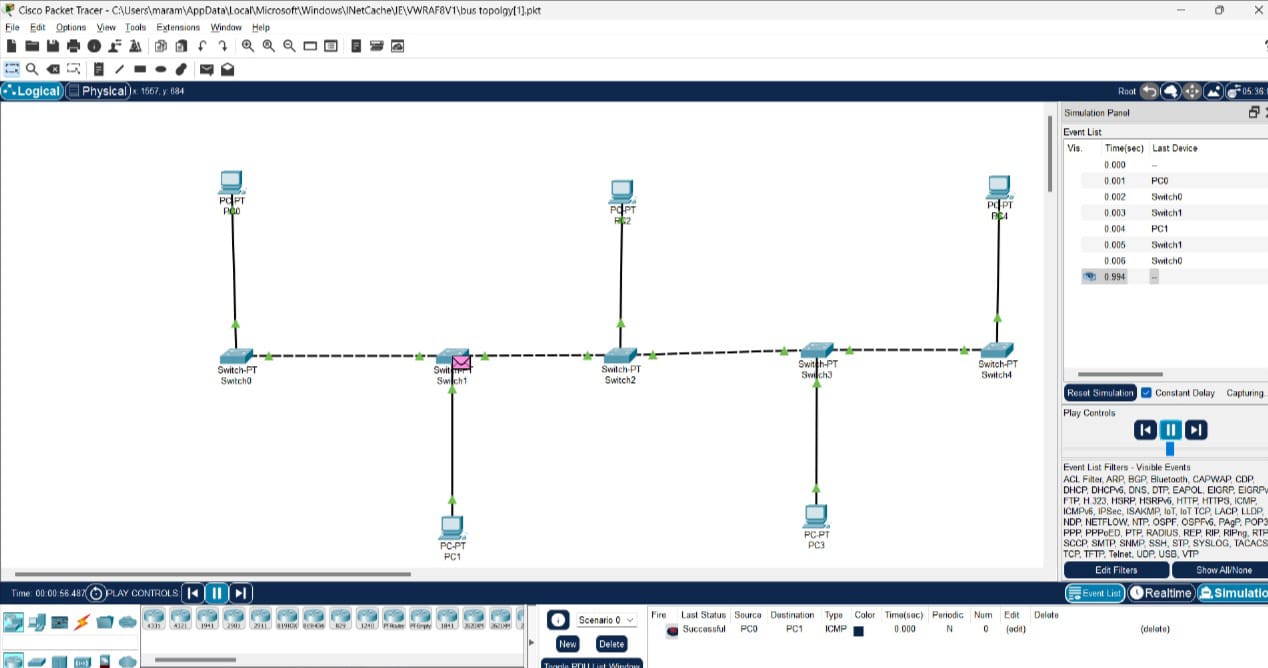 Cisco Packet Tracer - C:\Users\maram\AppData\Local\Microsoft\Windows\INetCache\IE\VWRAF8V1\bus topolgy[1].pkt
File Edit Options View Tools Extensions Window Help
Logical Physical x: 1567, y: 684
Root 05:36:
Simulation Panel
Event List
Vis. Time(sec) Last Device
0.000 --
0.001 PC0
0.002 Switch0
0.003 Switch1
0.004 PC1
0.005 Switch1
0.006 Switch0
0.994 --
PC-PT
PC0
PC-PT
PC2
PC-PT
PC4
Switch-PT
Switch0
Switch-PT
Switch1
Switch-PT
Switch2
Switch-PT
Switch3
Switch-PT
Switch4
PC-PT
PC1
PC-PT
PC3
Reset Simulation Constant Delay Capturing..
Play Controls
Event List Filters - Visible Events
ACL Filter, ARP, BGP, Bluetooth, CAPWAP, CDP,
DHCP, DHCPv6, DNS, DTP, EAPOL, EIGRP, EIGRPv
FTP, H.323, HSRP, HSRPv6, HTTP, HTTPS, ICMP,
ICMPv6, IPSec, ISAKMP, IoT, IoT TCP, LACP, LLDP,
NDP, NETFLOW, NTP, OSPF, OSPFv6, PAgP, POP3
PPP, PPPoED, PTP, RADIUS, REP, RIP, RIPng, RTP
SCCP, SMTP, SNMP, SSH, STP, SYSLOG, TACACS
TCP, TFTP, Telnet, UDP, USB, VTP
Edit Filters Show All/None
Time: 00:00:56.487 PLAY CONTROLS:
Event List Realtime Simulatio
4331 4321 1941 2901 2911 819HGW 829 1240 PT-Router PT-Empty 1841 2620XM 2621XM
Scenario 0
New Delete
Toggle PDU List Window
Fire Last Status Source Destination Type Color Time(sec) Periodic Num Edit Delete
Successful PC0 PC1 ICMP 0.000 N 0 (edit) (delete)